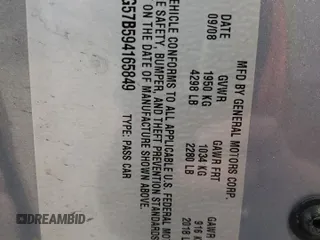 MFD BY GENERAL MOTORS CORP.
DATE GVWR GAWR FRT GAWR
09/08 1950 KG 1034 KG 916 K
4298 LB 2280 LB 2018 L
VEHICLE CONFORMS TO ALL APPLICABLE U.S. FEDERAL MOT
E SAFETY, BUMPER, AND THEFT PREVENTION STANDARDS
ON THE DATE OF MANUFACTURE SHOWN ABOVE.
G57B594165849 TYPE: PASS CAR
DREAMBID